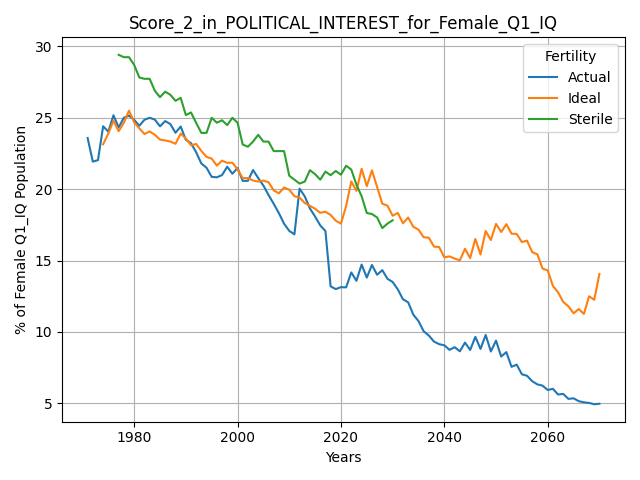 Score_2_in_POLITICAL_INTEREST_for_Female_Q1_IQ
Fertility
Actual
Ideal
Sterile
% of Female Q1_IQ Population
30
25
20
15
10
5
1980
2000
2020
2040
2060
Years